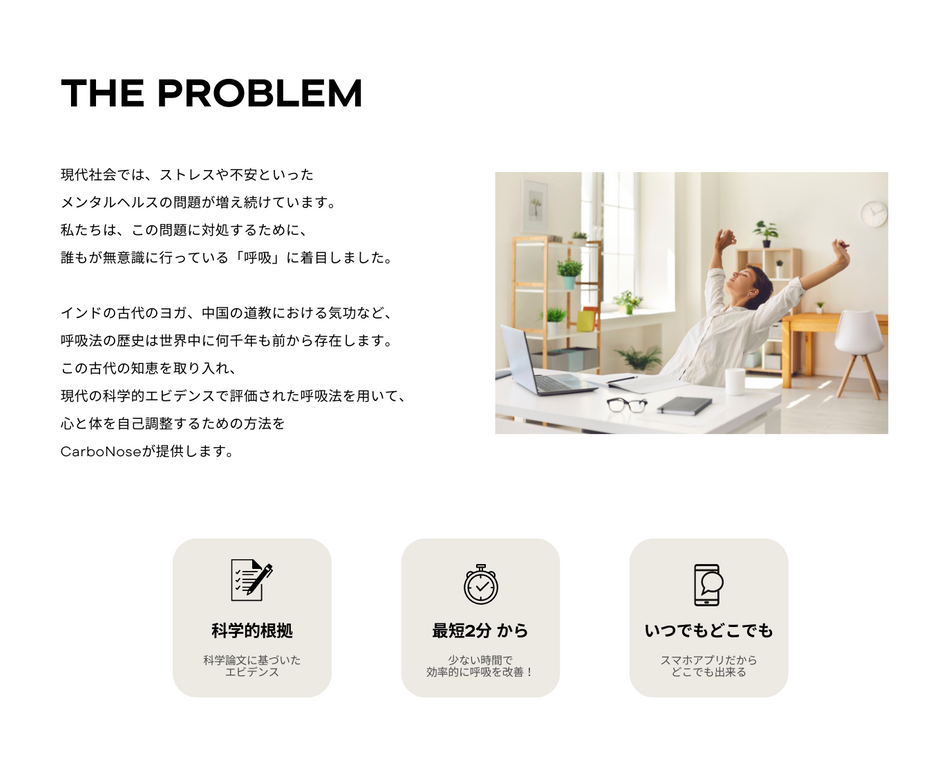 THE PROBLEM
現代社会では、ストレスや不安といった
メンタルヘルスの問題が増え続けています。
私たちは、この問題に対処するために、
誰もが無意識に行っている「呼吸」に着目しました。
インドの古代のヨガ、中国の道教における気功など、
呼吸法の歴史は世界中に何千年も前から存在します。
この古代の知恵を取り入れ、
現代の科学的エビデンスで評価された呼吸法を用いて、
心と体を自己調整するための方法を
CarboNoseが提供します。
科学的根拠
科学論文に基づいた
エビデンス
最短2分 から
少ない時間で
効率的に呼吸を改善！
いつでもどこでも
スマホアプリだから
どこでも出来る